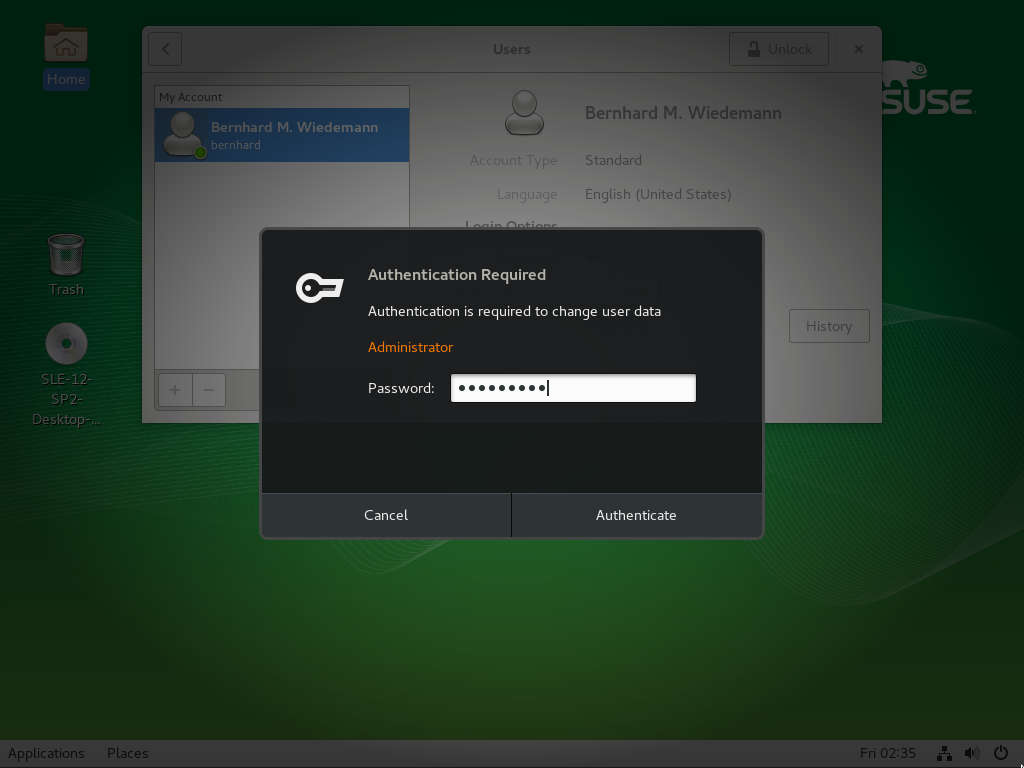 Home
Users
Unlock
SUSE
My Account
Bernhard M. Wiedemann
bernhard
Bernhard M. Wiedemann
Account Type
Standard
Language
English (United States)
Login Options
Authentication Required
Authentication is required to change user data
Administrator
Password:
Cancel
Authenticate
History
Trash
SLE-12-
SP2-
Desktop-...
Applications
Places
Fri 02:35